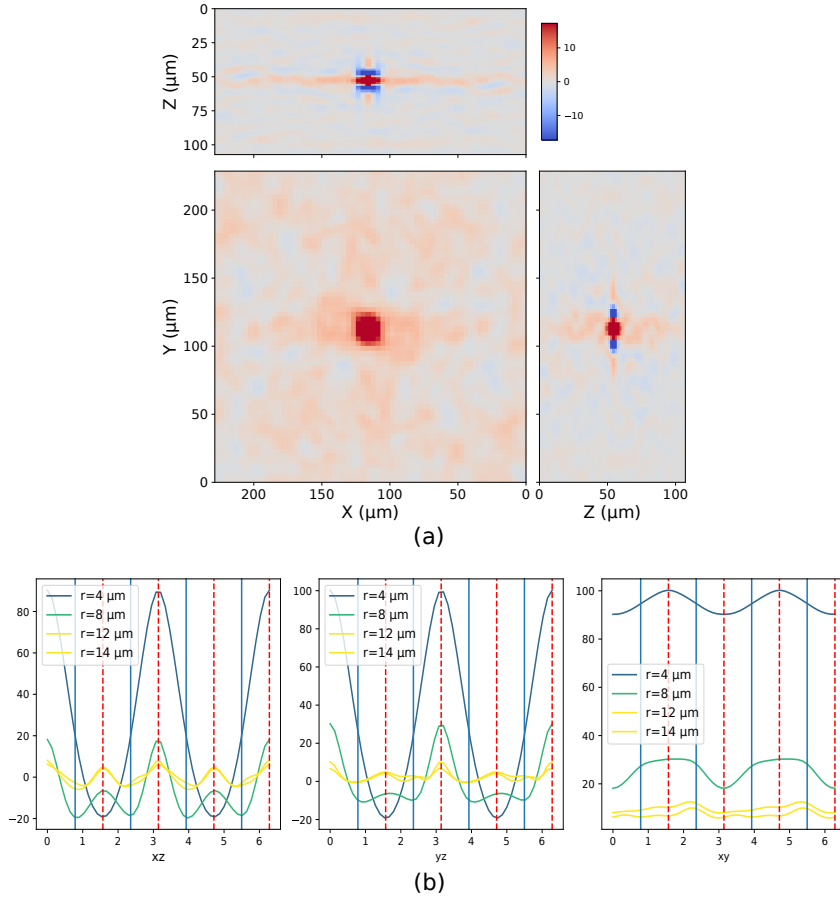 0
25
50
75
100
Z (µm)
10
0
−10
200
150
100
50
0
Y (µm)
200
150
100
50
0
X (µm)
0
50
100
Z (µm)
(a)
80
60
40
20
0
−20
r=4 µm
r=8 µm
r=12 µm
r=14 µm
0 1 2 3 4 5 6
xz
100
80
60
40
20
0
−20
r=4 µm
r=8 µm
r=12 µm
r=14 µm
0 1 2 3 4 5 6
yz
100
80
60
40
20
r=4 µm
r=8 µm
r=12 µm
r=14 µm
0 1 2 3 4 5 6
xy
(b)